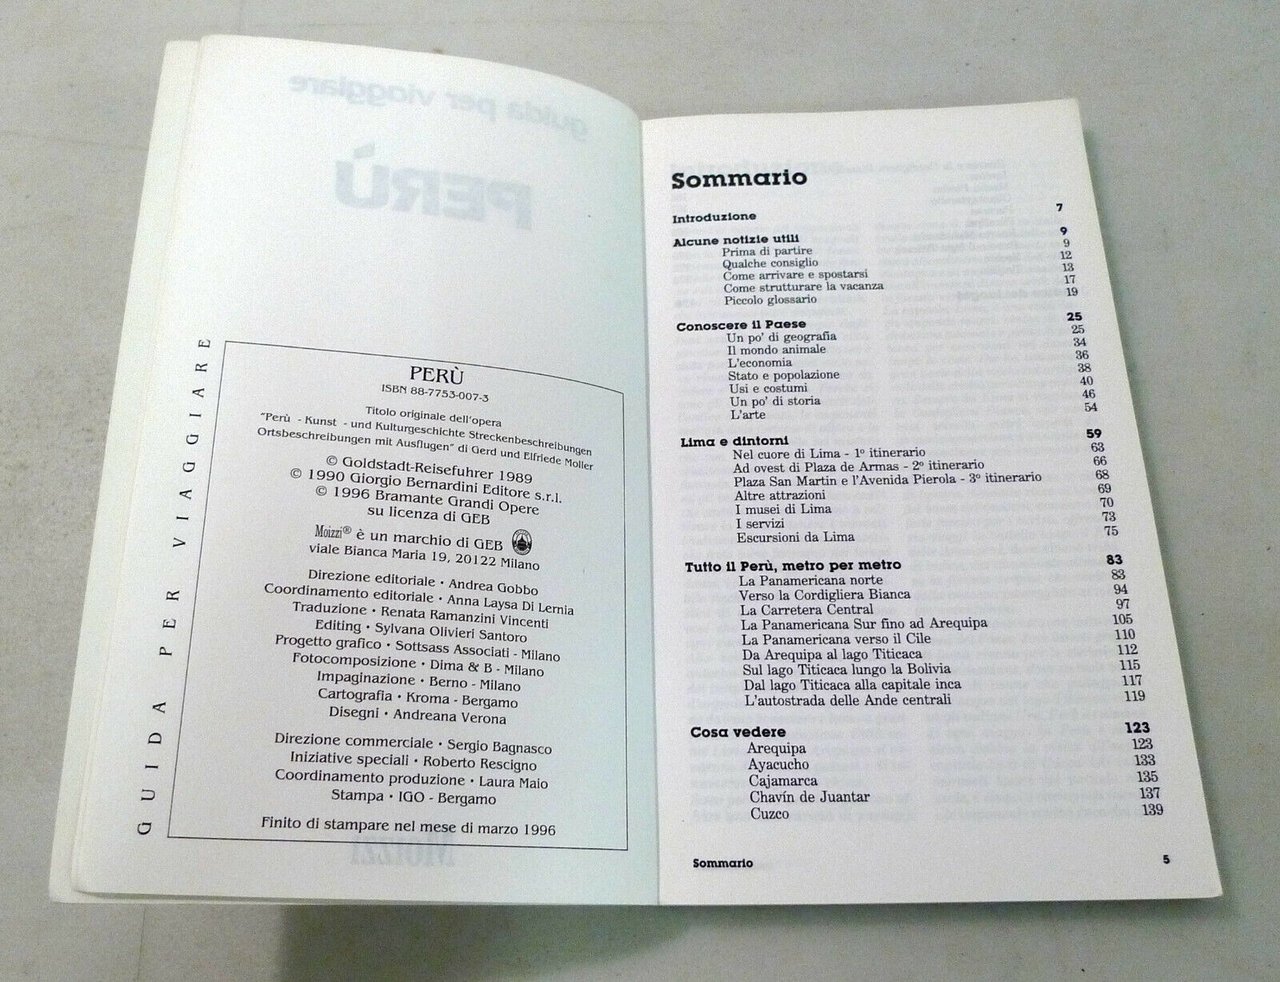 PERÙ
ISBN 88-7753-007-3
Titolo originale dell'opera
"Perù - Kunst - und Kulturgeschichte Streckenbeschreibungen
Ortsbeschreibungen mit Ausflugen" di Gerd und Elfriede Moller
© Goldstadt-Reisefuhrer 1989
© 1990 Giorgio Bernardini Editore s.r.l.
© 1996 Bramante Grandi Opere
su licenza di GEB
Moizzi® è un marchio di GEB
viale Bianca Maria 19, 20122 Milano
Direzione editoriale • Andrea Gobbo
Coordinamento editoriale • Anna Laysa Di Lernia
Traduzione • Renata Ramanzini Vincenti
Editing • Sylvana Olivieri Santoro
Progetto grafico • Sottsass Associati - Milano
Fotocomposizione • Dima & B - Milano
Impaginazione • Berno - Milano
Cartografia • Kroma - Bergamo
Disegni • Andreana Verona
Direzione commerciale • Sergio Bagnasco
Iniziative speciali • Roberto Rescigno
Coordinamento produzione • Laura Maio
Stampa • IGO - Bergamo
Finito di stampare nel mese di marzo 1996
GUIDA PER VIAGGIARE
guida per viaggiare
PERÙ
Moizzi
Sommario
Introduzione 7
Alcune notizie utili 9
Prima di partire 9
Qualche consiglio 12
Come arrivare e spostarsi 13
Come strutturare la vacanza 17
Piccolo glossario 19
Conoscere il Paese 25
Un po' di geografia 25
Il mondo animale 34
L'economia 36
Stato e popolazione 38
Usi e costumi 40
Un po' di storia 46
L'arte 54
Lima e dintorni 59
Nel cuore di Lima - 1º itinerario 63
Ad ovest di Plaza de Armas - 2º itinerario 66
Plaza San Martin e l'Avenida Pierola - 3º itinerario 68
Altre attrazioni 69
I musei di Lima 70
I servizi 73
Escursioni da Lima 75
Tutto il Perù, metro per metro 83
La Panamericana norte 83
Verso la Cordigliera Bianca 94
La Carretera Central 97
La Panamericana Sur fino ad Arequipa 105
La Panamericana verso il Cile 110
Da Arequipa al lago Titicaca 112
Sul lago Titicaca lungo la Bolivia 115
Dal lago Titicaca alla capitale inca 117
L'autostrada delle Ande centrali 119
Cosa vedere 123
Arequipa 123
Ayacucho 133
Cajamarca 135
Chavín de Juantar 137
Cuzco 139
Sommario 5